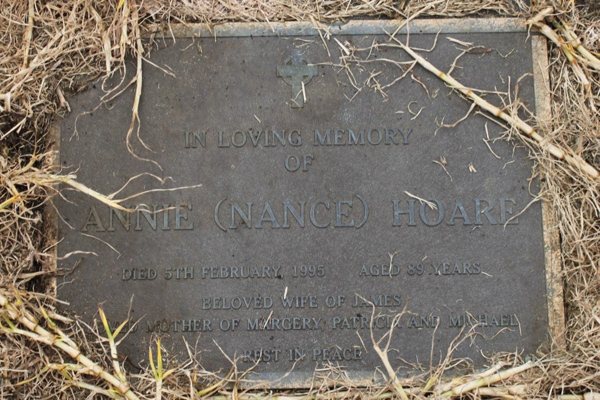 IN LOVING MEMORY
OF
ANNIE (NANCE) HOARE
DIED 5TH FEBRUARY, 1995 AGED 89 YEARS
BELOVED WIFE OF JAMES
MOTHER OF MARGERY, PATRICIA AND MICHAEL
REST IN PEACE